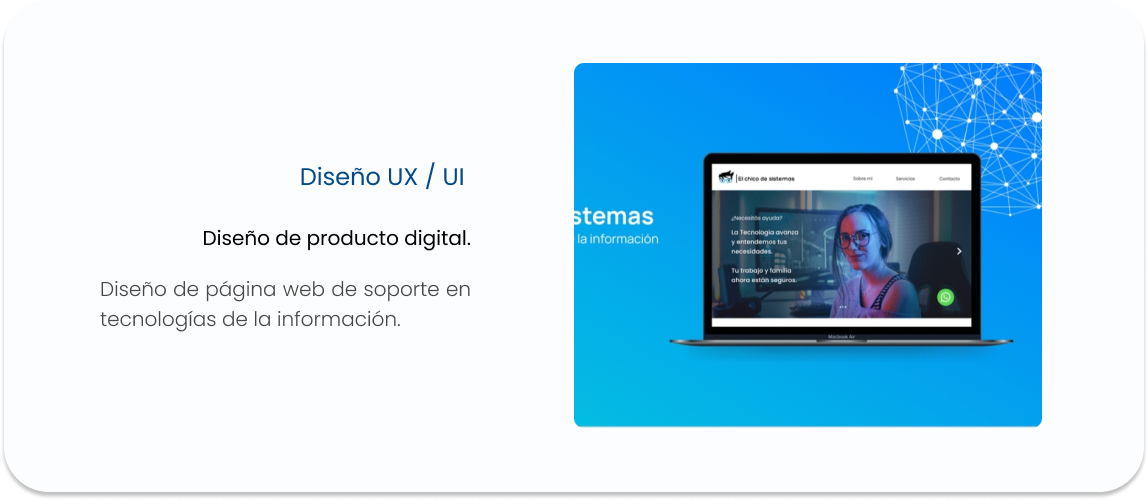 Diseño UX / UI
Diseño de producto digital.
Diseño de página web de soporte en
tecnologías de la información.
stemas
la información
El chico de sistemas
Sobre mí
Servicios
Contacto
¿Necesitás ayuda?
La Tecnología avanza
y entendemos tus
necesidades.
Tu trabajo y familia
ahora están seguros.
Macbook Air